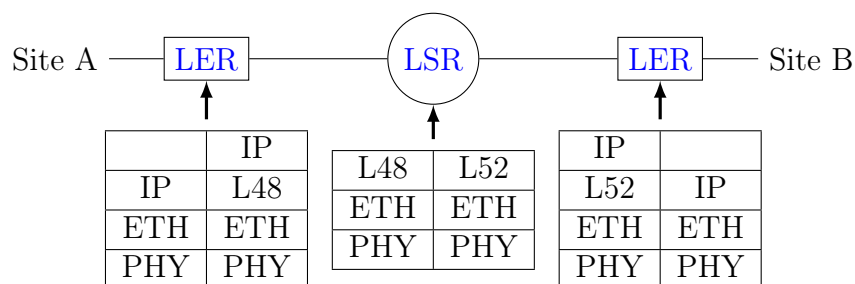 Site A LER LSR LER Site B
IP
IP L48
ETH ETH
PHY PHY
L48 L52
ETH ETH
PHY PHY
IP
L52 IP
ETH ETH
PHY PHY